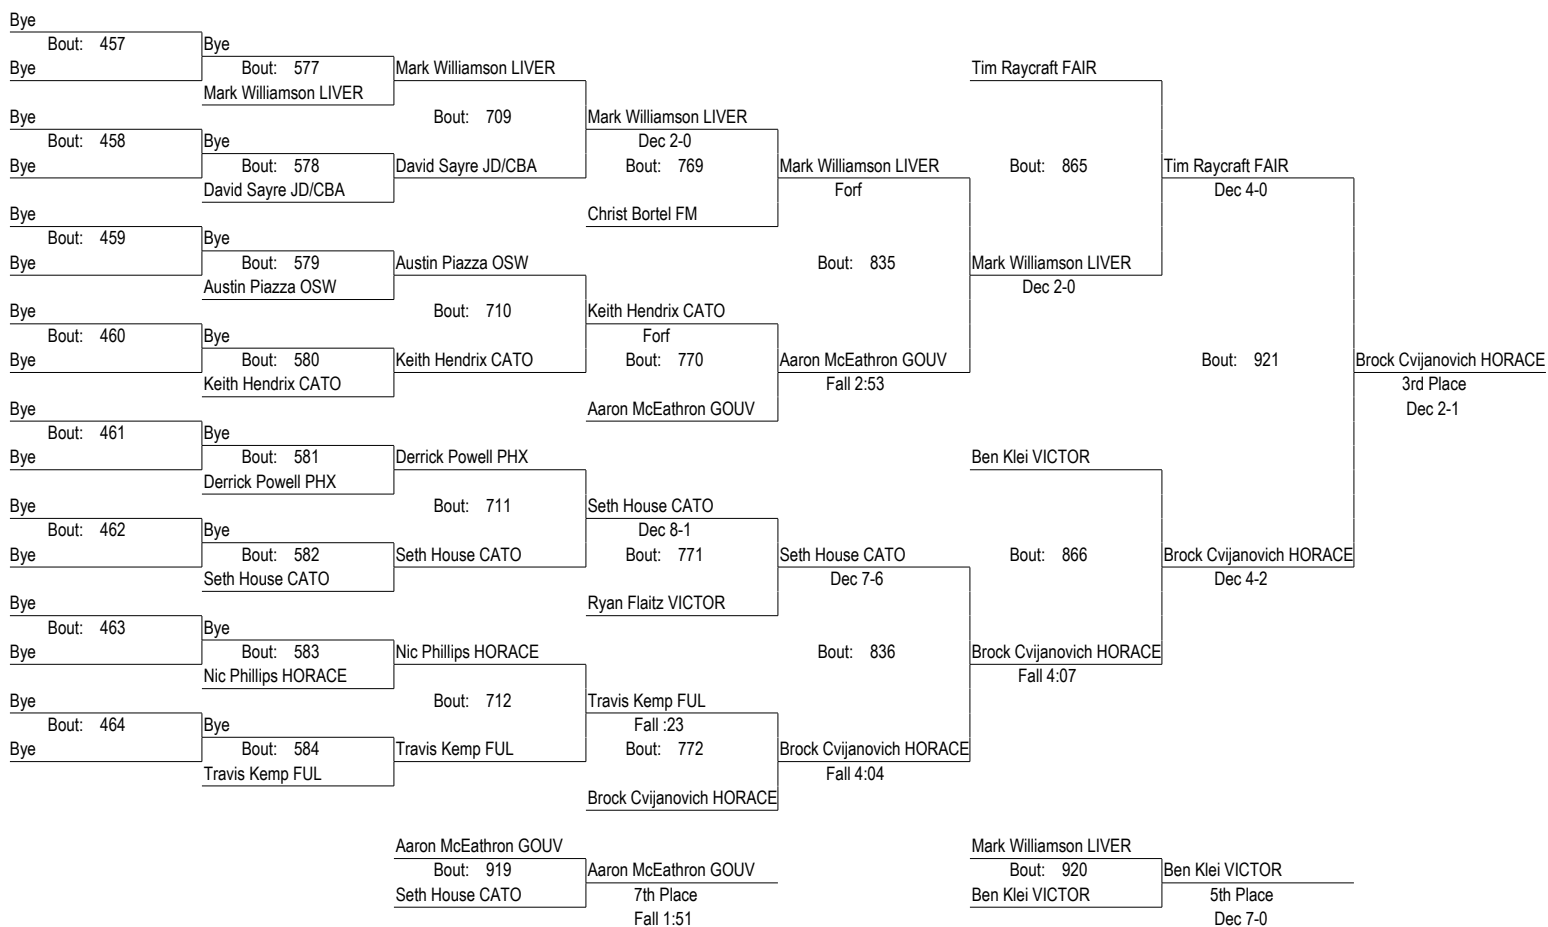 Bye
Bout: 457
Bye
Bye
Bout: 577
Mark Williamson LIVER
Mark Williamson LIVER
Bye
Bout: 458
Bye
Bye
Bout: 578
David Sayre JD/CBA
David Sayre JD/CBA
Bout: 709
Mark Williamson LIVER
Dec 2-0
Bout: 769
Christ Bortel FM
Mark Williamson LIVER
Forf
Bye
Bout: 459
Bye
Bye
Bout: 579
Austin Piazza OSW
Austin Piazza OSW
Bye
Bout: 460
Bye
Bye
Bout: 580
Keith Hendrix CATO
Keith Hendrix CATO
Bout: 710
Keith Hendrix CATO
Forf
Bout: 770
Aaron McEathron GOUV
Aaron McEathron GOUV
Fall 2:53
Bout: 835
Mark Williamson LIVER
Dec 2-0
Tim Raycraft FAIR
Bout: 865
Tim Raycraft FAIR
Dec 4-0
Bye
Bout: 461
Bye
Bye
Bout: 581
Derrick Powell PHX
Derrick Powell PHX
Bye
Bout: 462
Bye
Bye
Bout: 582
Seth House CATO
Seth House CATO
Bout: 711
Seth House CATO
Dec 8-1
Bout: 771
Ryan Flaitz VICTOR
Seth House CATO
Dec 7-6
Bye
Bout: 463
Bye
Bye
Bout: 583
Nic Phillips HORACE
Nic Phillips HORACE
Bye
Bout: 464
Bye
Bye
Bout: 584
Travis Kemp FUL
Travis Kemp FUL
Bout: 712
Travis Kemp FUL
Fall :23
Bout: 772
Brock Cvijanovich HORACE
Brock Cvijanovich HORACE
Fall 4:04
Bout: 836
Brock Cvijanovich HORACE
Fall 4:07
Ben Klei VICTOR
Bout: 866
Brock Cvijanovich HORACE
Dec 4-2
Bout: 921
Brock Cvijanovich HORACE
3rd Place
Dec 2-1
Aaron McEathron GOUV
Bout: 919
Seth House CATO
Aaron McEathron GOUV
7th Place
Fall 1:51
Mark Williamson LIVER
Bout: 920
Ben Klei VICTOR
Ben Klei VICTOR
5th Place
Dec 7-0